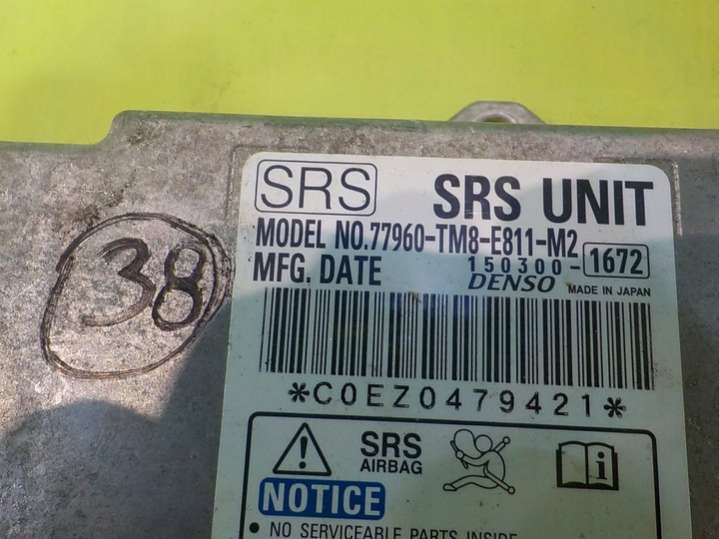 38
SRS SRS UNIT
MODEL NO.77960-TM8-E811-M2
MFG. DATE 150300-1672
DENSO MADE IN JAPAN
*C0EZ0479421*
SRS
AIRBAG
i
NOTICE
• NO SERVICEABLE PARTS INSIDE